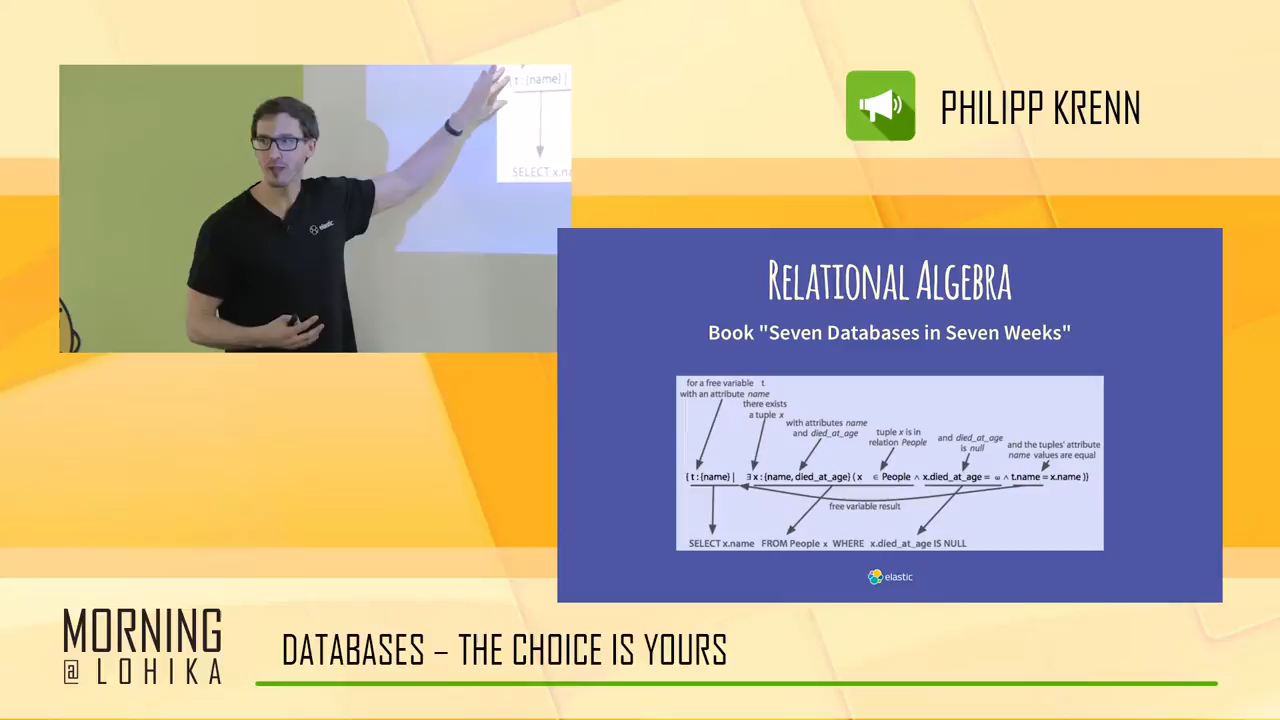 { t : {name} |
SELECT x.n
elastic
PHILIPP KRENN
RELATIONAL ALGEBRA
Book "Seven Databases in Seven Weeks"
for a free variable t
with an attribute name
there exists
a tuple x
with attributes name
and died_at_age
tuple x is in
relation People
and died_at_age
is null
and the tuples' attribute
name values are equal
{ t : {name} | ∃ x : {name, died_at_age} ( x ∈ People ∧ x.died_at_age = ω ∧ t.name = x.name )}
free variable result
SELECT x.name FROM People x WHERE x.died_at_age IS NULL
elastic
MORNING
@ LOHIKA
DATABASES – THE CHOICE IS YOURS